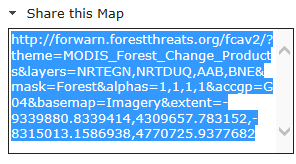 Share this Map
http://forwarn.forestthreats.org/fcav2/?
theme=MODIS_Forest_Change_Product
s&layers=NRTEGN,NRTDUQ,AAB,BNE&
mask=Forest&alphas=1,1,1,1&accgp=G
04&basemap=Imagery&extent=-
9339880.8339414,4309657.783152,-
8315013.1586938,4770725.9377682